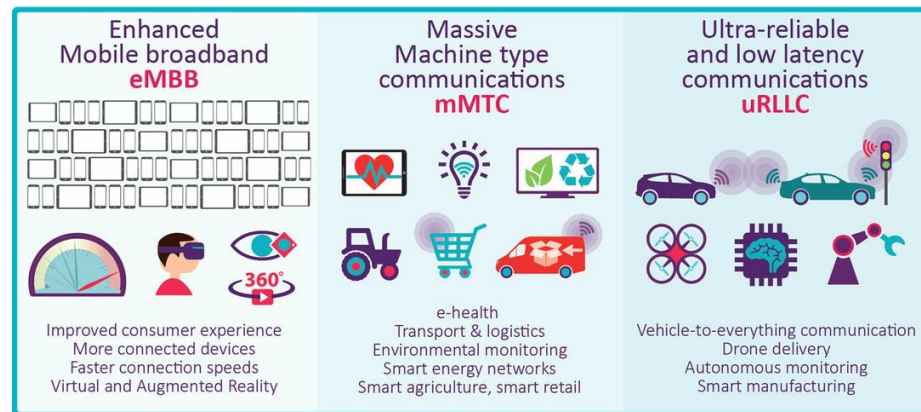 Enhanced
Mobile broadband
eMBB
360°
Improved consumer experience
More connected devices
Faster connection speeds
Virtual and Augmented Reality
Massive
Machine type
communications
mMTC
e-health
Transport & logistics
Environmental monitoring
Smart energy networks
Smart agriculture, smart retail
Ultra-reliable
and low latency
communications
uRLLC
Vehicle-to-everything communication
Drone delivery
Autonomous monitoring
Smart manufacturing